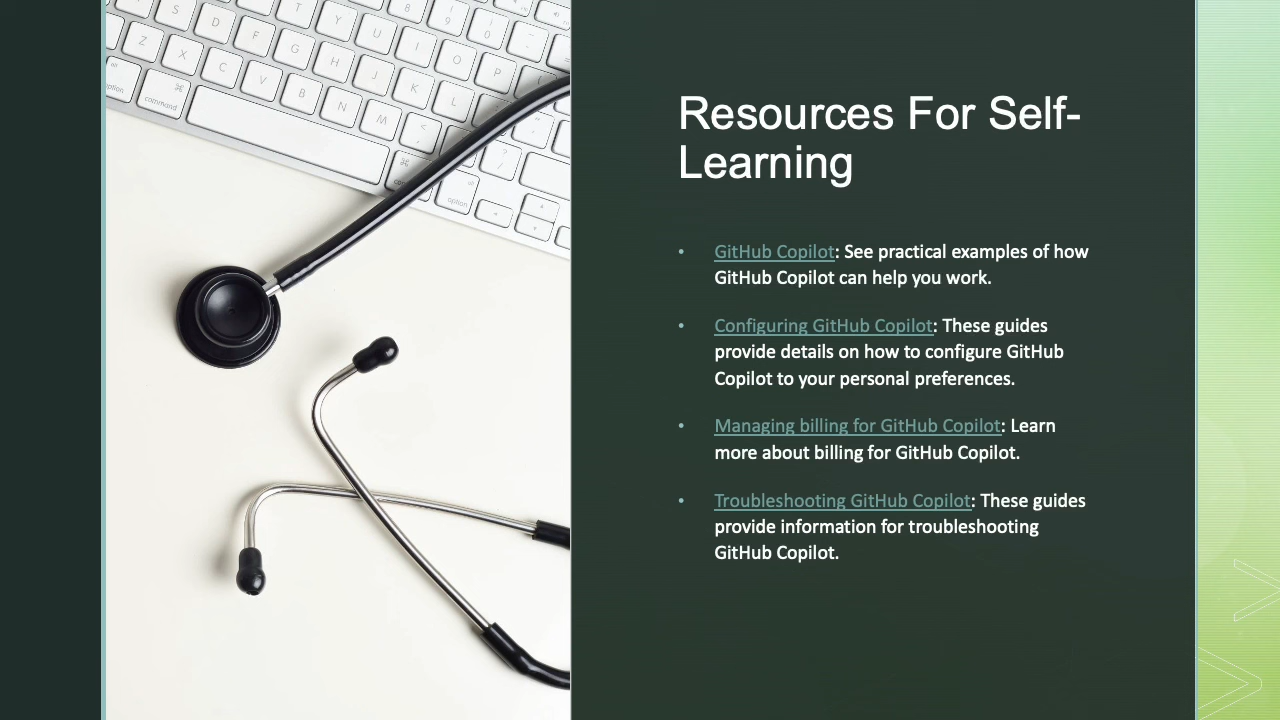 Resources For Self-
Learning
• GitHub Copilot: See practical examples of how
GitHub Copilot can help you work.
• Configuring GitHub Copilot: These guides
provide details on how to configure GitHub
Copilot to your personal preferences.
• Managing billing for GitHub Copilot: Learn
more about billing for GitHub Copilot.
• Troubleshooting GitHub Copilot: These guides
provide information for troubleshooting
GitHub Copilot.